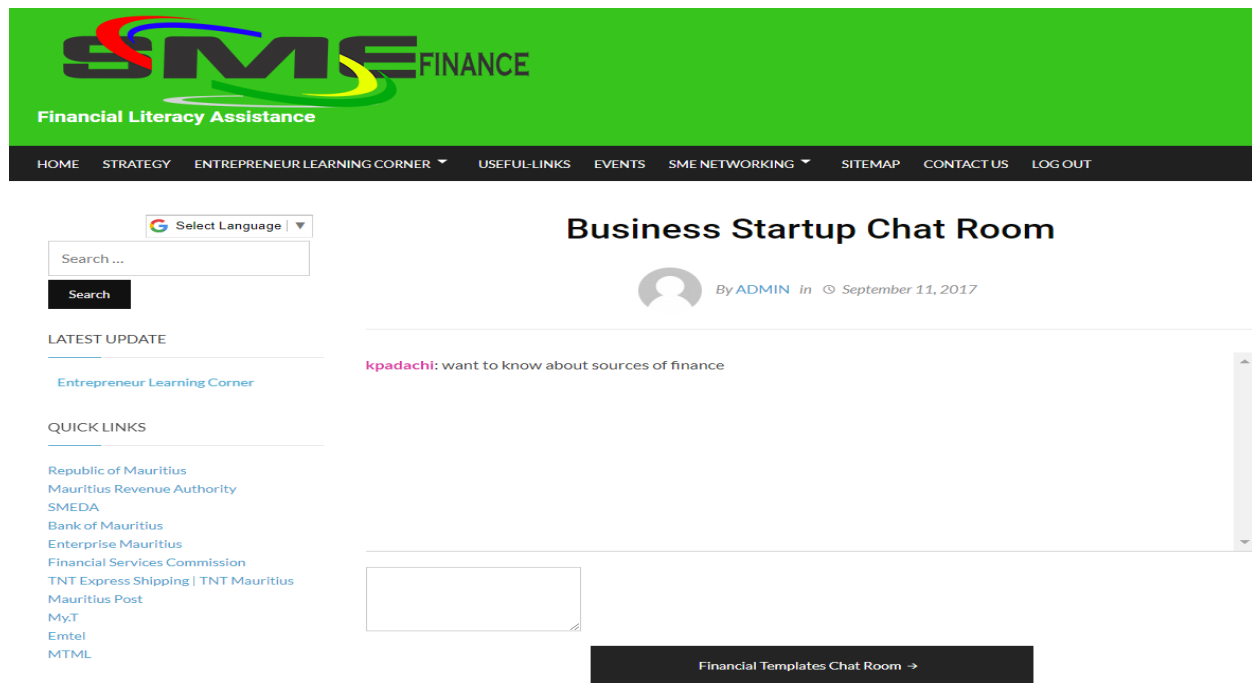 SME FINANCE
Financial Literacy Assistance
HOME STRATEGY ENTREPRENEUR LEARNING CORNER USEFUL-LINKS EVENTS SME NETWORKING SITEMAP CONTACT US LOG OUT
Select Language
Search ...
Search
LATEST UPDATE
Entrepreneur Learning Corner
QUICK LINKS
Republic of Mauritius
Mauritius Revenue Authority
SMEDA
Bank of Mauritius
Enterprise Mauritius
Financial Services Commission
TNT Express Shipping | TNT Mauritius
Mauritius Post
My.T
Emtel
MTML
Business Startup Chat Room
By ADMIN in September 11, 2017
kpadachi: want to know about sources of finance
Financial Templates Chat Room →